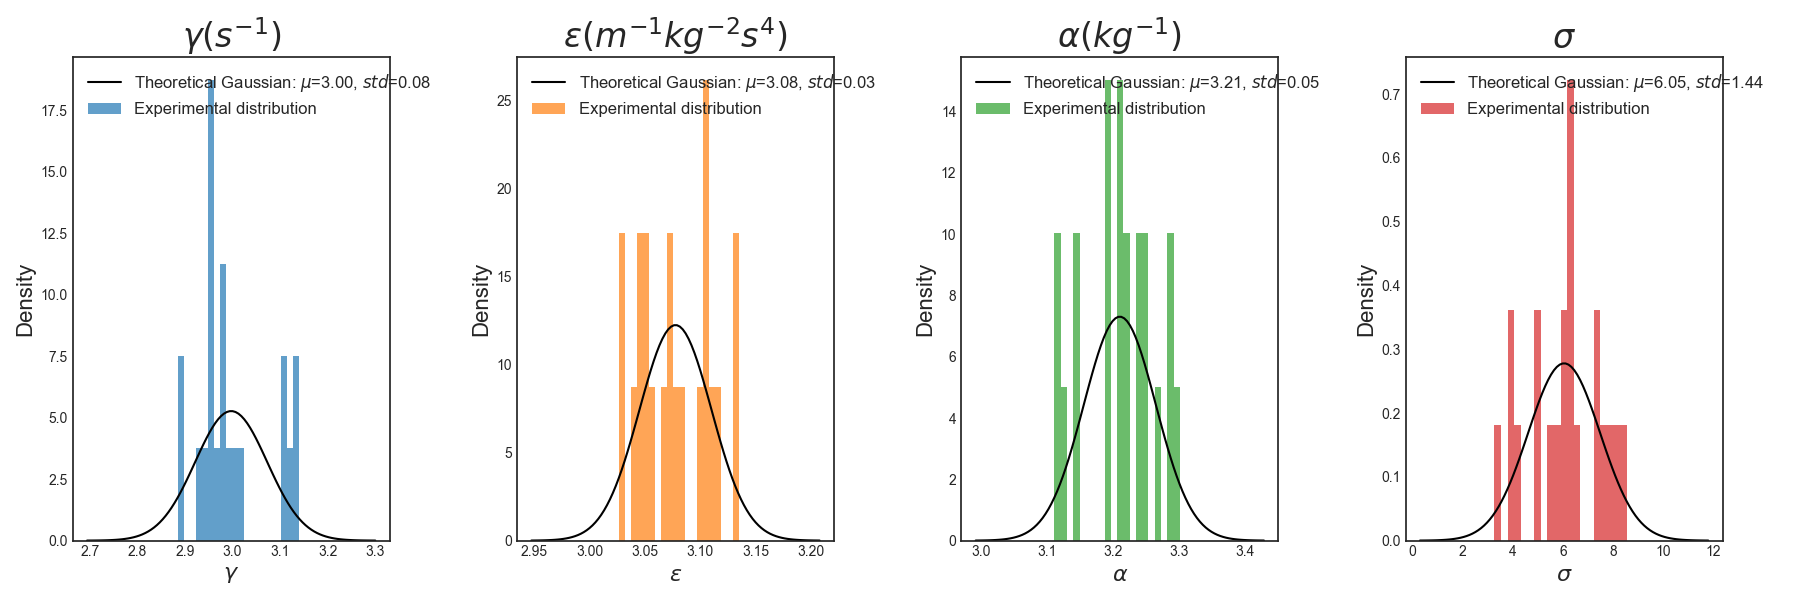 γ(s⁻¹)
Theoretical Gaussian: μ=3.00, std=0.08
Experimental distribution
17.5
15.0
12.5
10.0
7.5
5.0
2.5
0.0
Density
2.7 2.8 2.9 3.0 3.1 3.2 3.3
γ
ε(m⁻¹kg⁻²s⁴)
Theoretical Gaussian: μ=3.08, std=0.03
Experimental distribution
25
20
15
10
5
0
Density
2.95 3.00 3.05 3.10 3.15 3.20
ε
α(kg⁻¹)
Theoretical Gaussian: μ=3.21, std=0.05
Experimental distribution
14
12
10
8
6
4
2
0
Density
3.0 3.1 3.2 3.3 3.4
α
σ
Theoretical Gaussian: μ=6.05, std=1.44
Experimental distribution
0.7
0.6
0.5
0.4
0.3
0.2
0.1
0.0
Density
0 2 4 6 8 10 12
σ